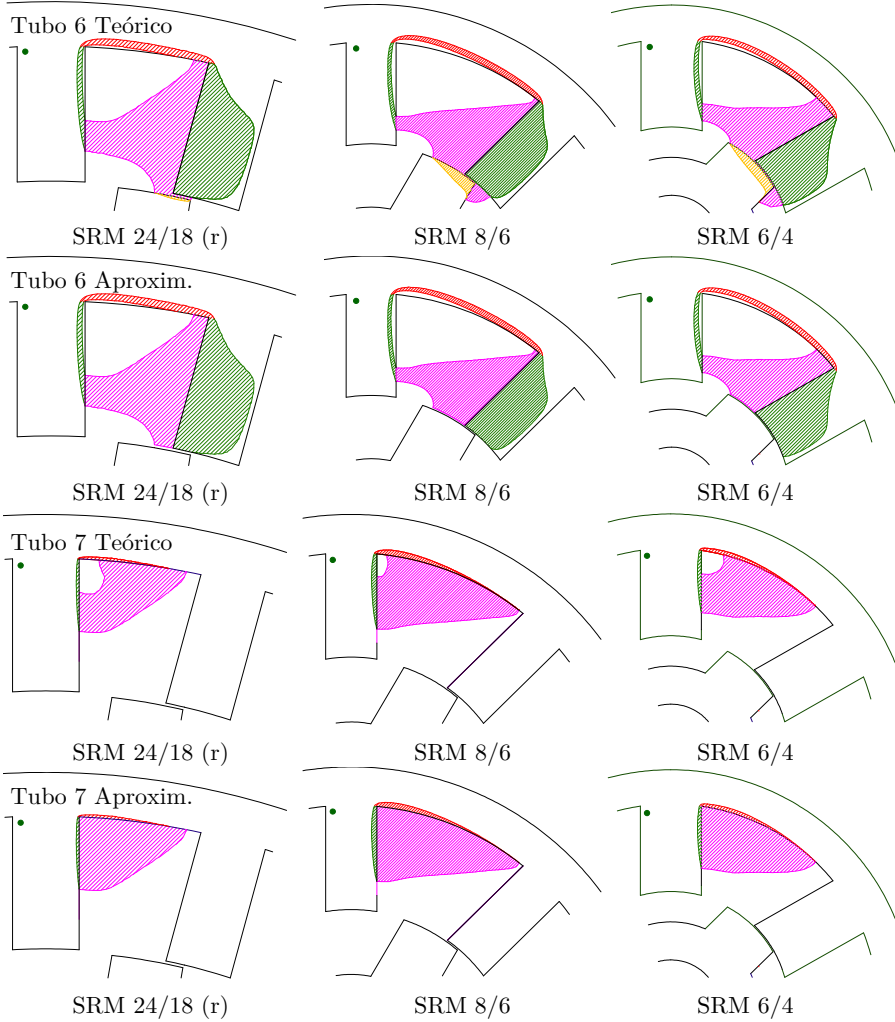 Tubo 6 Teórico
SRM 24/18 (r)
SRM 8/6
SRM 6/4
Tubo 6 Aproxim.
SRM 24/18 (r)
SRM 8/6
SRM 6/4
Tubo 7 Teórico
SRM 24/18 (r)
SRM 8/6
SRM 6/4
Tubo 7 Aproxim.
SRM 24/18 (r)
SRM 8/6
SRM 6/4